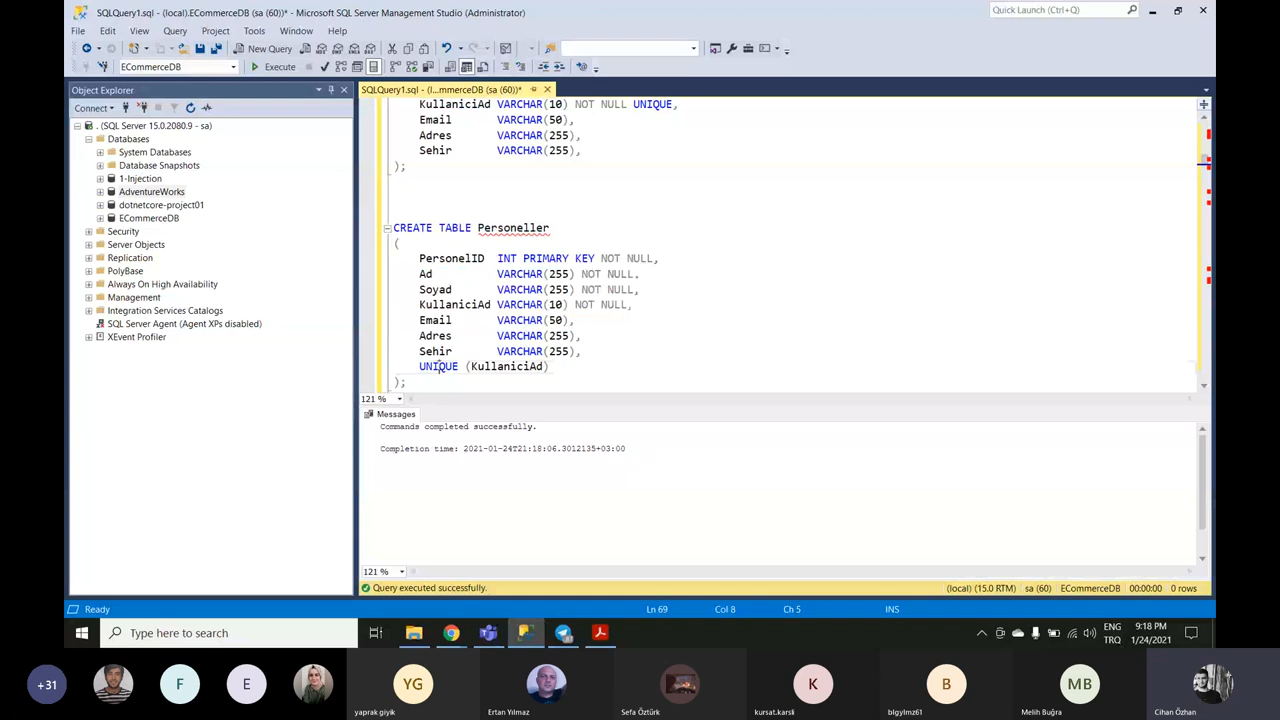 SQLQuery1.sql - (local).ECommerceDB (sa (60))* - Microsoft SQL Server Management Studio (Administrator)
Quick Launch (Ctrl+Q)
File Edit View Query Project Tools Window Help
New Query
ECommerceDB
Execute
Object Explorer
Connect
. (SQL Server 15.0.2080.9 - sa)
Databases
System Databases
Database Snapshots
1-Injection
AdventureWorks
dotnetcore-project01
ECommerceDB
Security
Server Objects
Replication
PolyBase
Always On High Availability
Management
Integration Services Catalogs
SQL Server Agent (Agent XPs disabled)
XEvent Profiler
SQLQuery1.sql - (l...mmerceDB (sa (60))*
KullaniciAd VARCHAR(10) NOT NULL UNIQUE,
Email VARCHAR(50),
Adres VARCHAR(255),
Sehir VARCHAR(255),
);
CREATE TABLE Personeller
(
PersonelID INT PRIMARY KEY NOT NULL,
Ad VARCHAR(255) NOT NULL,
Soyad VARCHAR(255) NOT NULL,
KullaniciAd VARCHAR(10) NOT NULL,
Email VARCHAR(50),
Adres VARCHAR(255),
Sehir VARCHAR(255),
UNIQUE (KullaniciAd)
);
121 %
Messages
Commands completed successfully.
Completion time: 2021-01-24T21:18:06.3012135+03:00
121 %
Query executed successfully.
(local) (15.0 RTM) sa (60) ECommerceDB 00:00:00 0 rows
Ready
Ln 69 Col 8 Ch 5 INS
Type here to search
ENG
TRQ
9:18 PM
1/24/2021
+31
F
E
YG
K
B
MB
yaprak giyik
Ertan Yılmaz
Sefa Öztürk
kursat.karsli
blgylmz61
Melih Buğra
Cihan Özhan